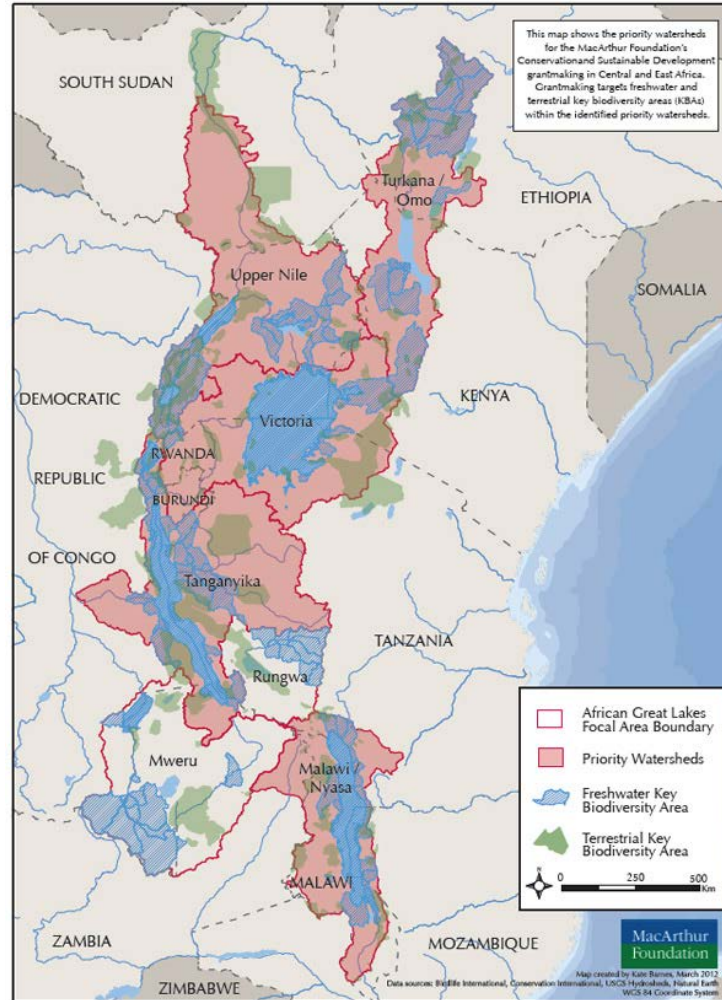 This map shows the priority watersheds
for the MacArthur Foundation's
Conservationand Sustainable Development
grantmaking in Central and East Africa.
Grantmaking targets freshwater and
terrestrial key biodiversity areas (KBAs)
within the identified priority watersheds.
SOUTH SUDAN
Turkana /
Omo
ETHIOPIA
Upper Nile
SOMALIA
DEMOCRATIC
KENYA
Victoria
RWANDA
REPUBLIC
BURUNDI
OF CONGO
Tanganyika
TANZANIA
Rungwa
Mweru
Malawi /
Nyasa
MALAWI
ZAMBIA
MOZAMBIQUE
ZIMBABWE
African Great Lakes
Focal Area Boundary
Priority Watersheds
Freshwater Key
Biodiversity Area
Terrestrial Key
Biodiversity Area
N
0 250 500
Km
MacArthur
Foundation
Map created by Kate Barnes, March 2012
Data sources: Birdlife International, Conservation International, USGS Hydrosheds, Natural Earth
WGS 84 Coordinate System